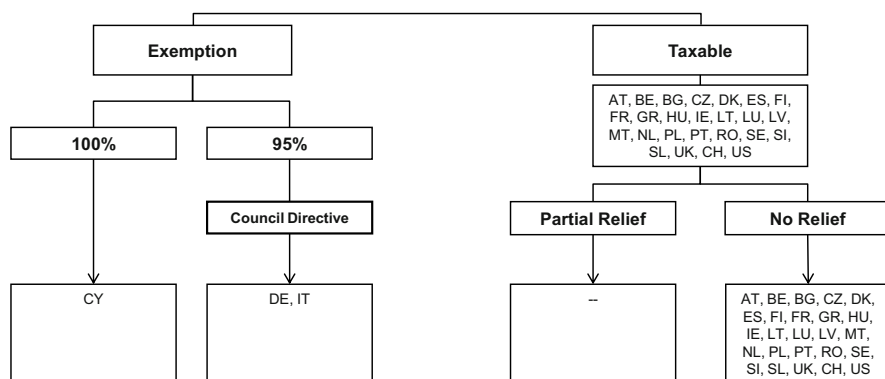 Exemption
Taxable
AT, BE, BG, CZ, DK, ES, FI,
FR, GR, HU, IE, LT, LU, LV,
MT, NL, PL, PT, RO, SE, SI,
SL, UK, CH, US
100%
95%
Council Directive
Partial Relief
No Relief
CY
DE, IT
--
AT, BE, BG, CZ, DK,
ES, FI, FR, GR, HU,
IE, LT, LU, LV, MT,
NL, PL, PT, RO, SE,
SI, SL, UK, CH, US